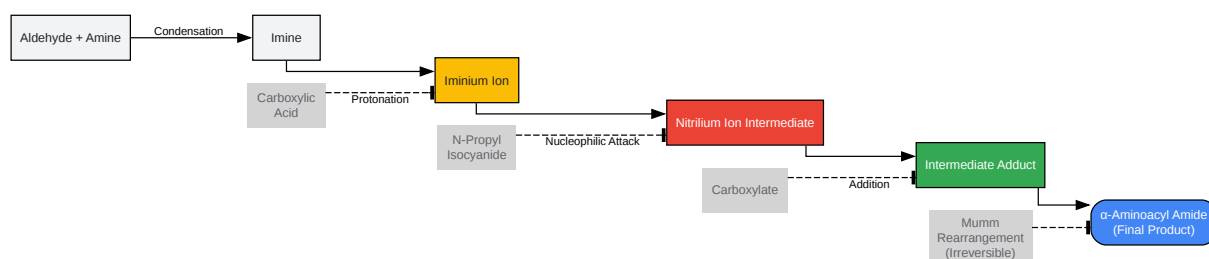 Aldehyde + Amine
Condensation
Imine
Carboxylic
Acid
Protonation
Iminium Ion
N-Propyl
Isocyanide
Nucleophilic Attack
Nitrilium Ion Intermediate
Carboxylate
Addition
Intermediate Adduct
Mumm
Rearrangement
(Irreversible)
α-Aminoacyl Amide
(Final Product)